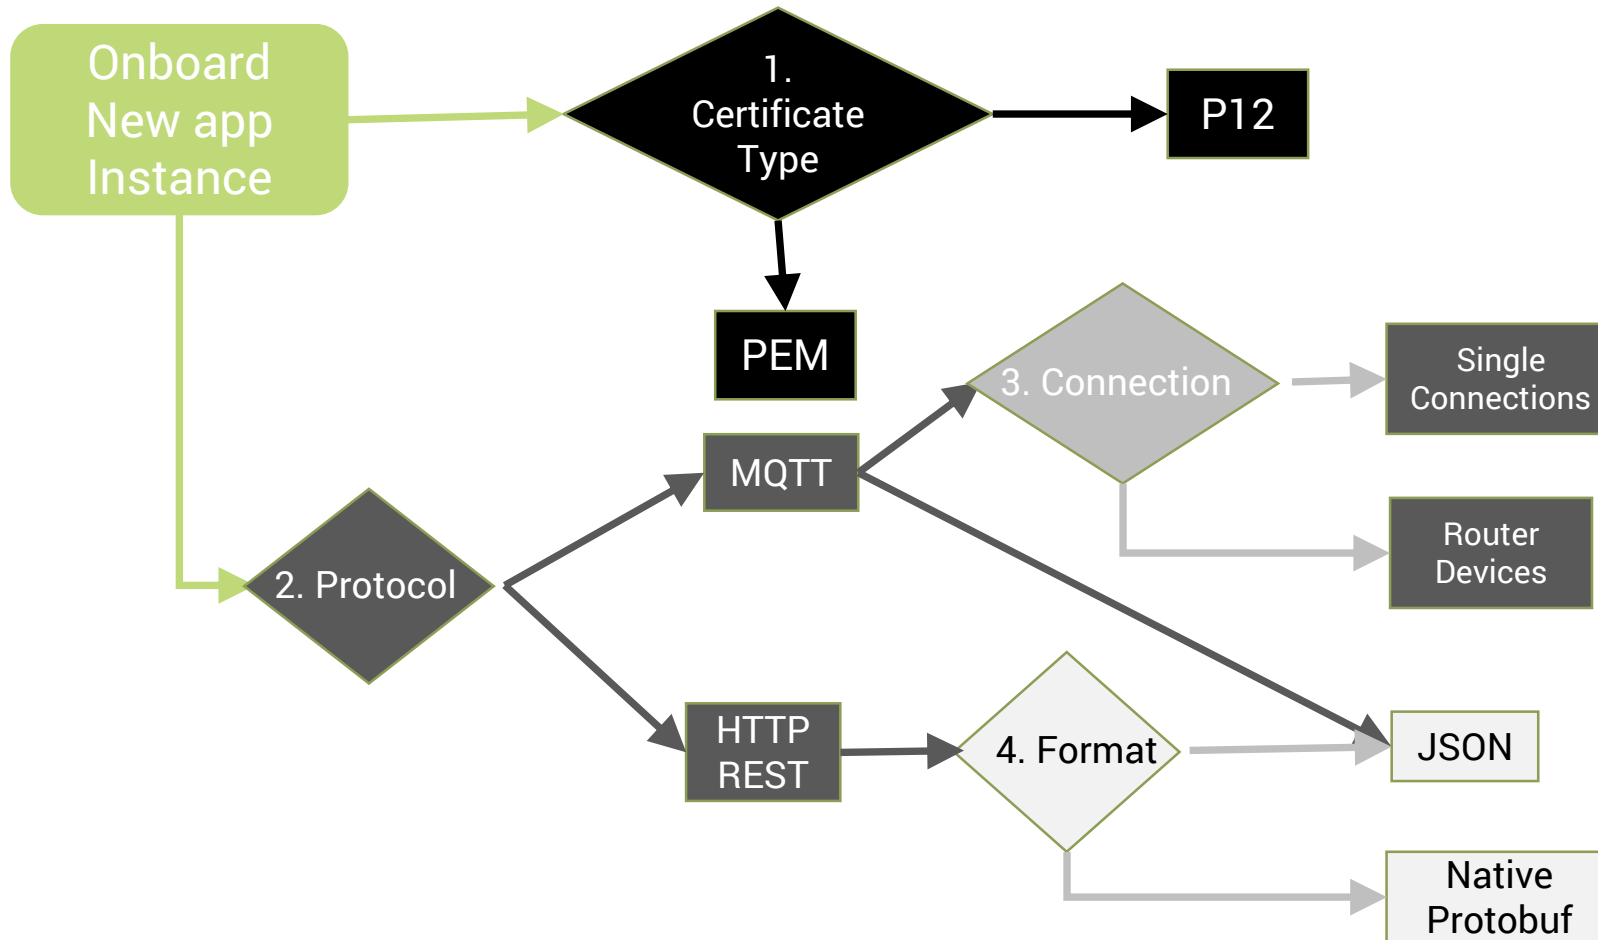 Onboard
New app
Instance
1.
Certificate
Type
P12
PEM
3. Connection
Single
Connections
MQTT
Router
Devices
2. Protocol
HTTP
REST
4. Format
JSON
Native
Protobuf